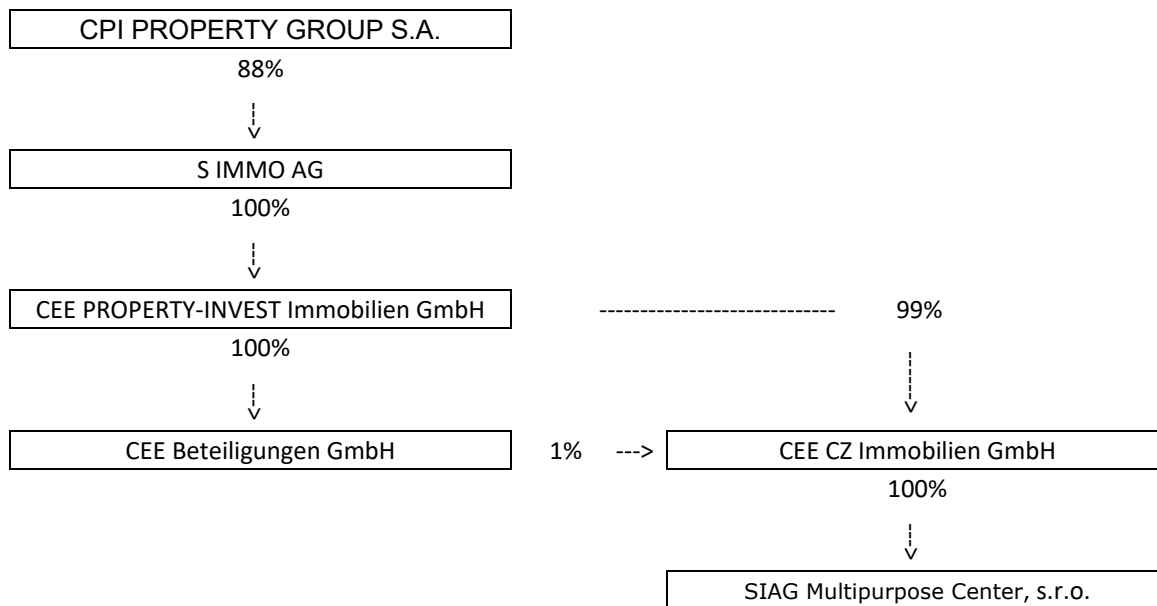 CPI PROPERTY GROUP S.A.
88%
S IMMO AG
100%
CEE PROPERTY-INVEST Immobilien GmbH ----------------------------- 99%
100%
CEE Beteiligungen GmbH 1% ---> CEE CZ Immobilien GmbH
100%
SIAG Multipurpose Center, s.r.o.